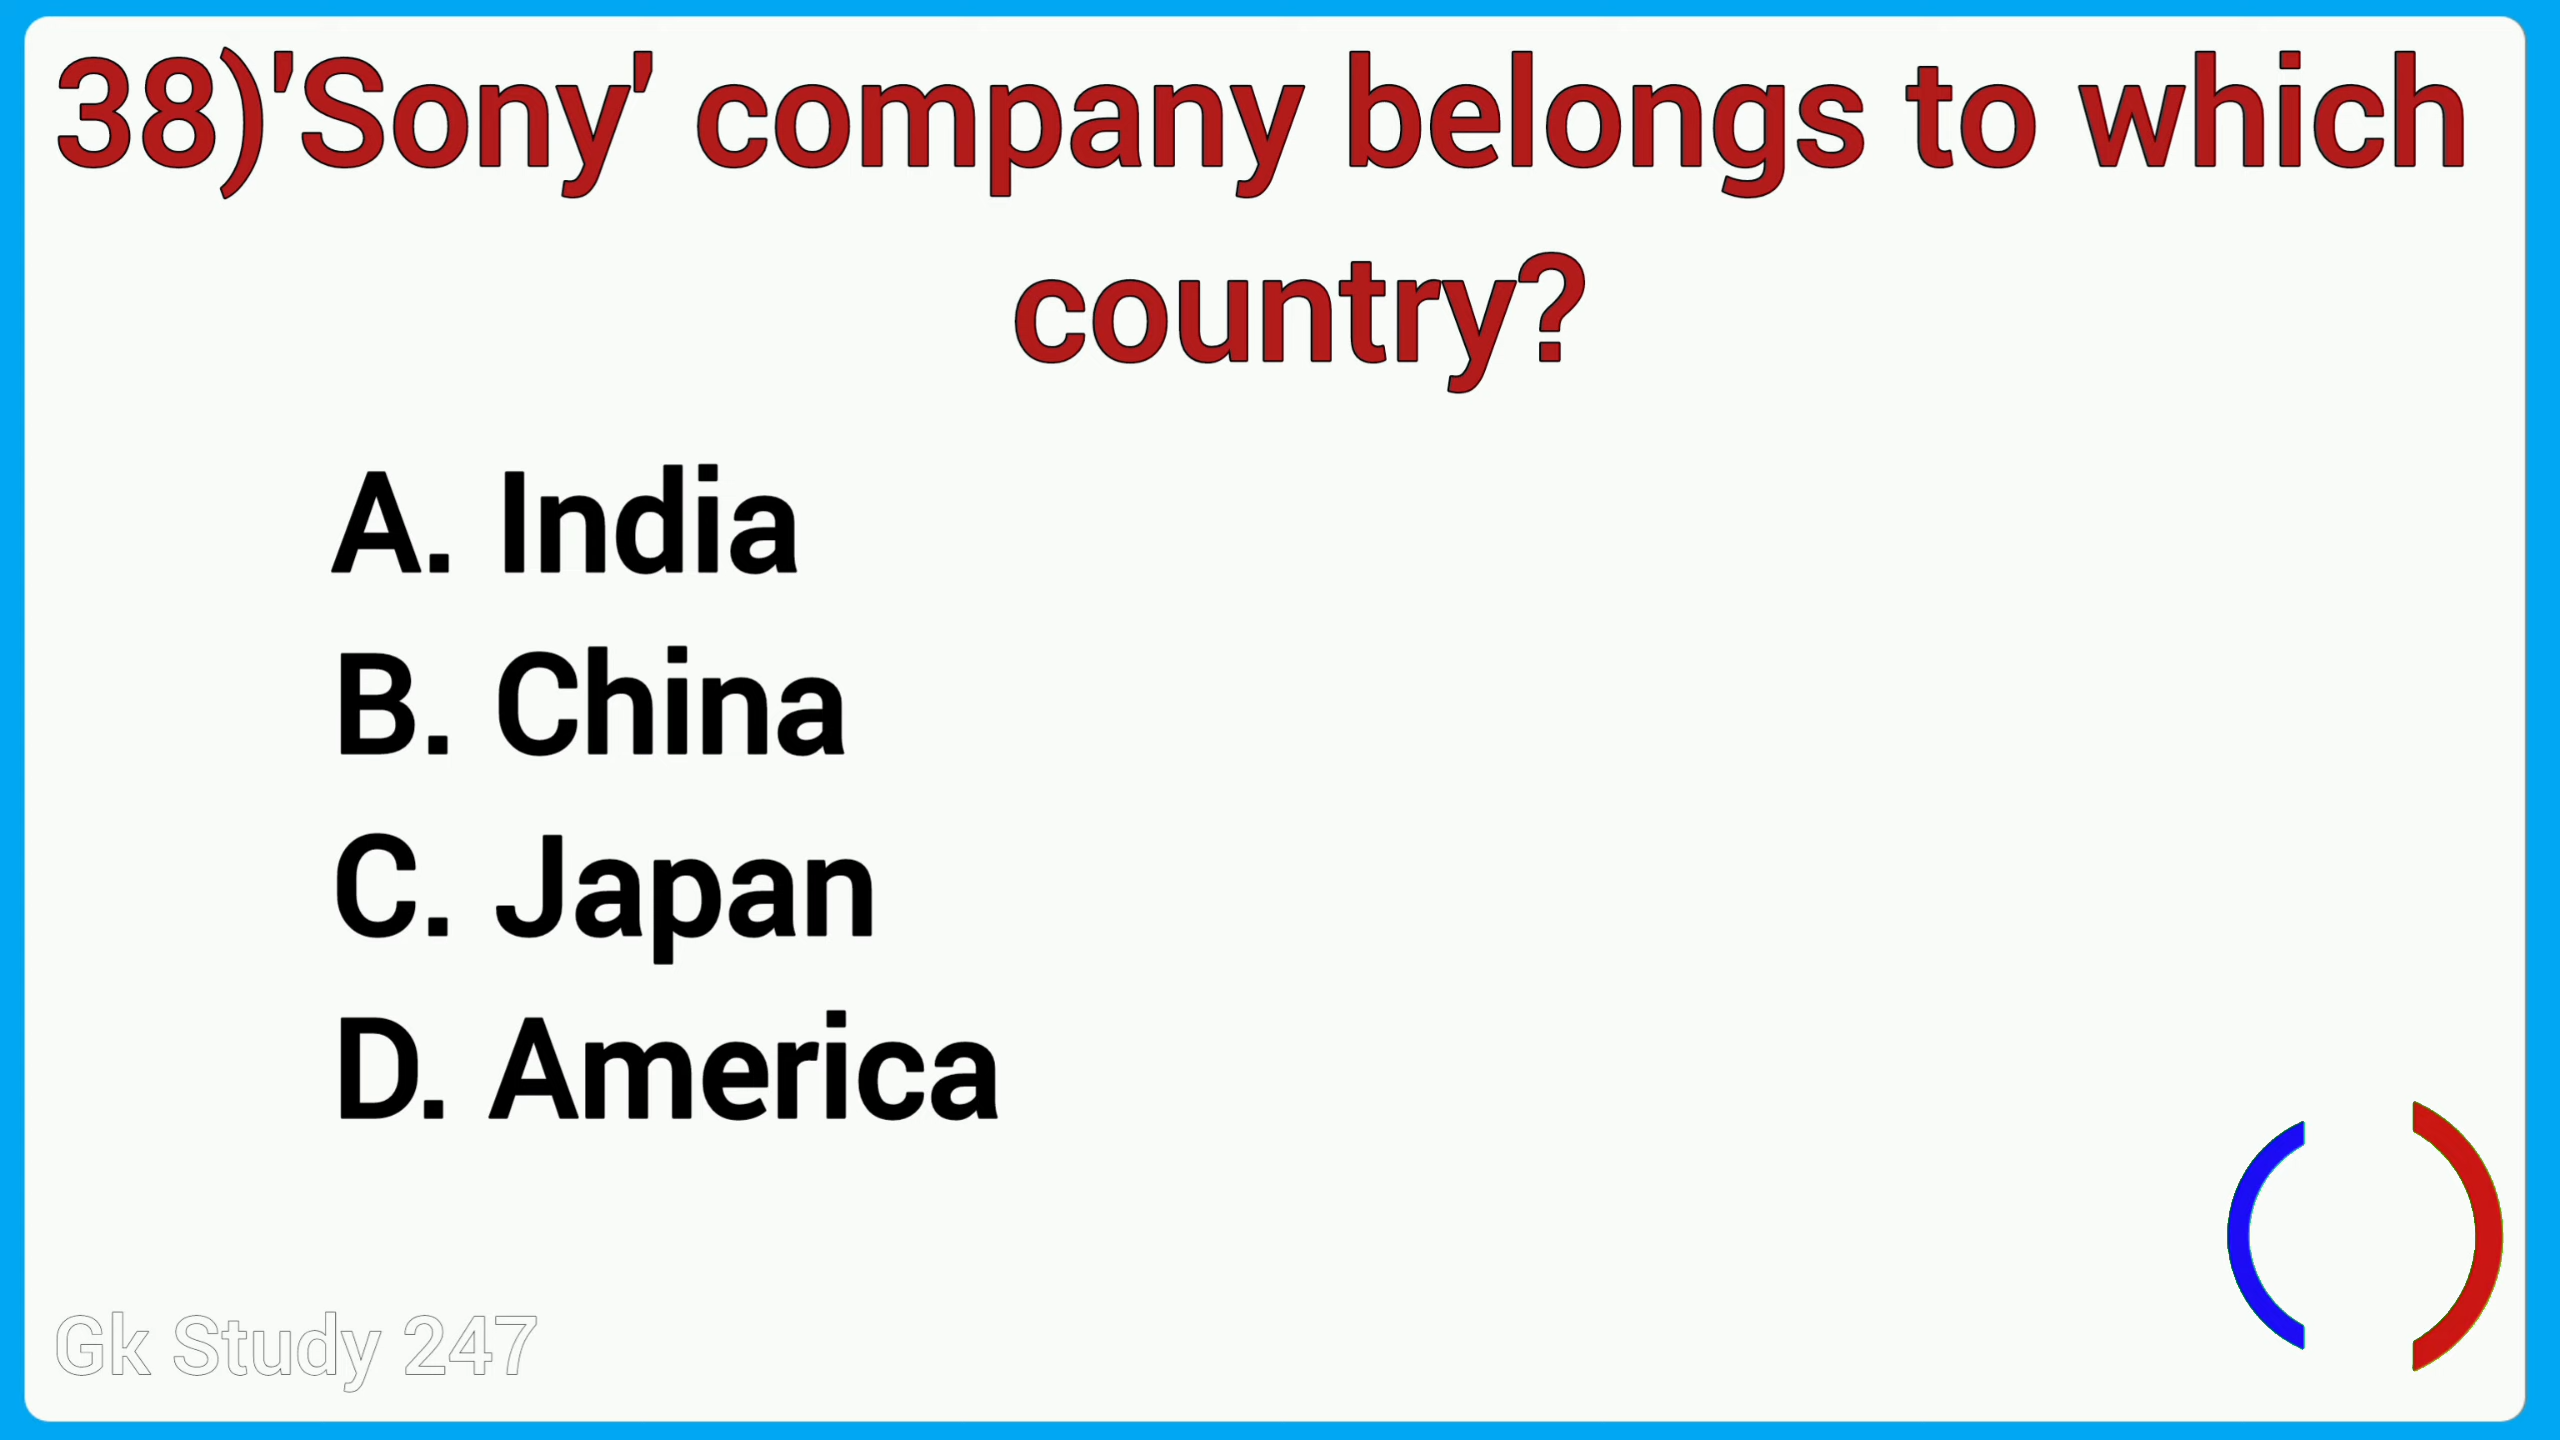 38)'Sony' company belongs to which
country?
A. India
B. China
C. Japan
D. America
Gk Study 247